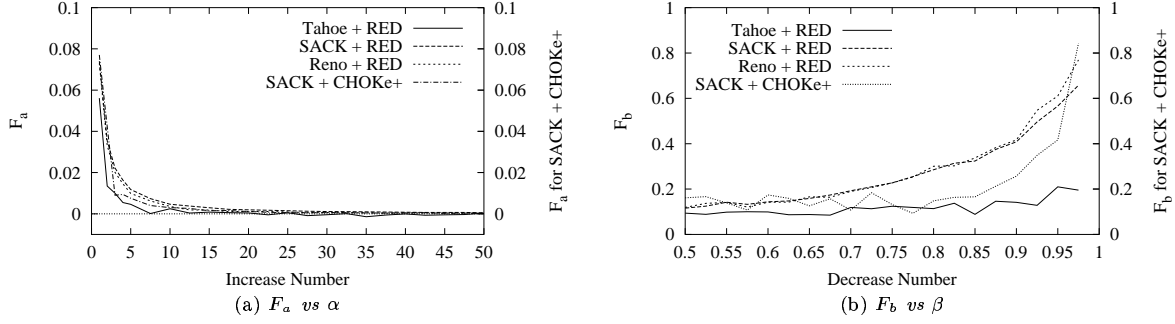 0.1
0.08
0.06
0.04
0.02
0
F_a
0 5 10 15 20 25 30 35 40 45 50
Increase Number
Tahoe + RED
SACK + RED
Reno + RED
SACK + CHOKe+
0.1
0.08
0.06
0.04
0.02
0
F_a for SACK + CHOKe+
(a) F_a vs α
1
0.8
0.6
0.4
0.2
0
F_b
0.5 0.55 0.6 0.65 0.7 0.75 0.8 0.85 0.9 0.95 1
Decrease Number
Tahoe + RED
SACK + RED
Reno + RED
SACK + CHOKe+
1
0.8
0.6
0.4
0.2
0
F_b for SACK + CHOKe+
(b) F_b vs β